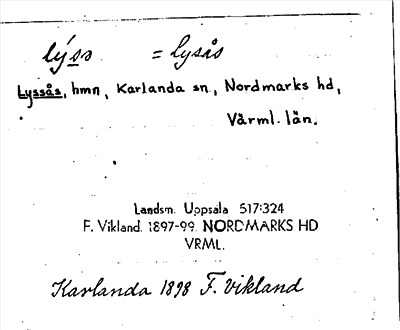 lýsɔ = Lysås
Lyssås, hmn, Karlanda sn., Nordmarks hd,
Värml. län.
Landsm. Uppsala 517:324
F. Vikland. 1897-99. NORDMARKS HD
VRML.
Karlanda 1898 F. Vikland